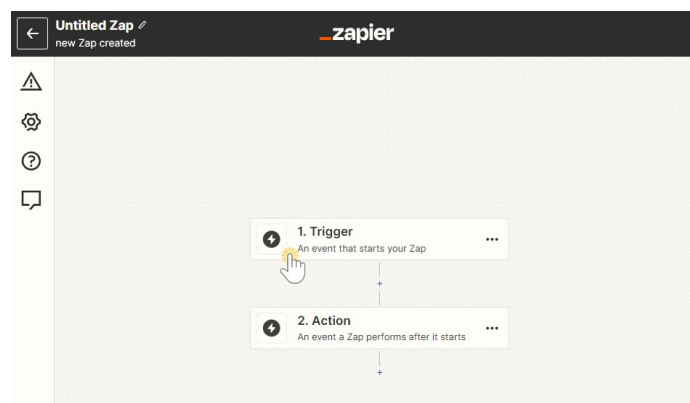 Untitled Zap
new Zap created
_zapier
1. Trigger
An event that starts your Zap
2. Action
An event a Zap performs after it starts